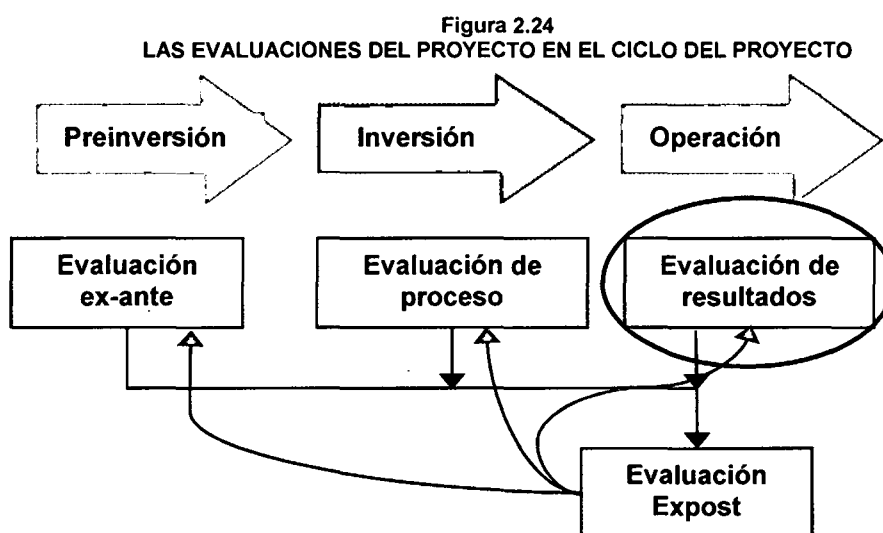 Figura 2.24
LAS EVALUACIONES DEL PROYECTO EN EL CICLO DEL PROYECTO
Preinversión
Inversión
Operación
Evaluación
ex-ante
Evaluación de
proceso
Evaluación de
resultados
Evaluación
Expost